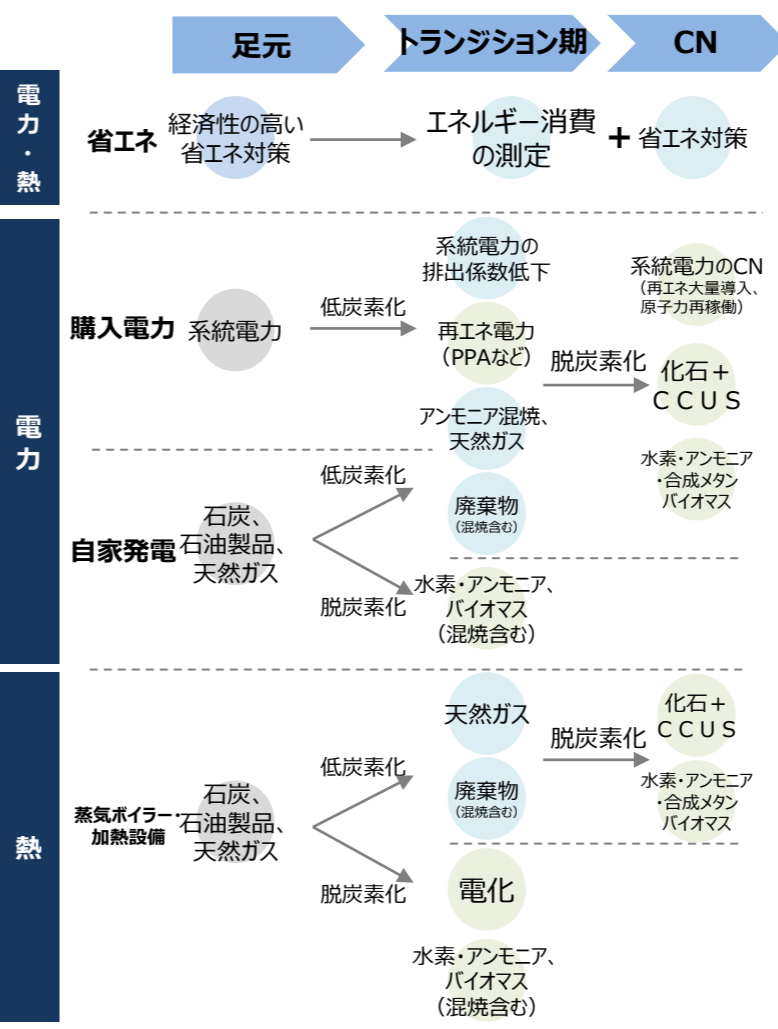 足元
トランジション期
CN
電力・熱
省エネ
経済性の高い
省エネ対策
エネルギー消費
の測定
+
省エネ対策
電力
購入電力
系統電力
低炭素化
系統電力の
排出係数低下
再エネ電力
(PPAなど)
アンモニア混焼、
天然ガス
脱炭素化
系統電力のCN
(再エネ大量導入、
原子力再稼働)
化石+
CCUS
水素・アンモニア
・合成メタン
バイオマス
自家発電
石炭、
石油製品、
天然ガス
低炭素化
脱炭素化
廃棄物
(混焼含む)
水素・アンモニア、
バイオマス
(混焼含む)
熱
蒸気ボイラー・
加熱設備
石炭、
石油製品、
天然ガス
低炭素化
脱炭素化
天然ガス
廃棄物
(混焼含む)
電化
水素・アンモニア、
バイオマス
(混焼含む)
脱炭素化
化石+
CCUS
水素・アンモニア
・合成メタン
バイオマス